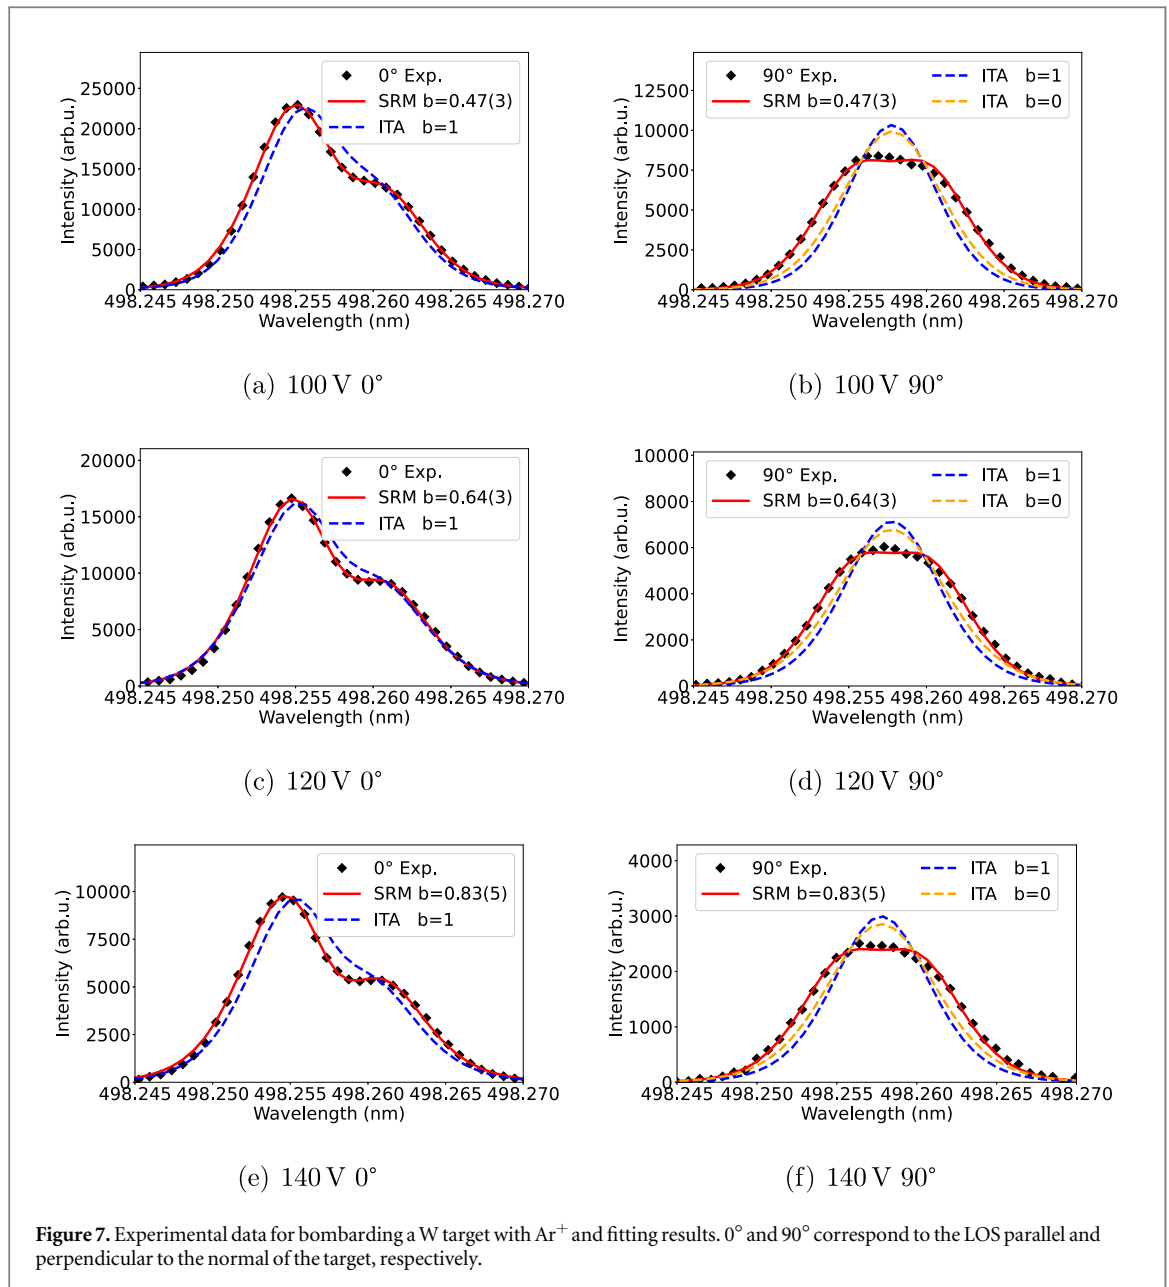 0° Exp.
SRM b=0.47(3)
ITA b=1
25000
20000
15000
10000
5000
0
498.245 498.250 498.255 498.260 498.265 498.270
Wavelength (nm)
Intensity (arb.u.)
(a) 100 V 0°
90° Exp.
SRM b=0.47(3)
ITA b=1
ITA b=0
12500
10000
7500
5000
2500
0
498.245 498.250 498.255 498.260 498.265 498.270
Wavelength (nm)
Intensity (arb.u.)
(b) 100 V 90°
0° Exp.
SRM b=0.64(3)
ITA b=1
20000
15000
10000
5000
0
498.245 498.250 498.255 498.260 498.265 498.270
Wavelength (nm)
Intensity (arb.u.)
(c) 120 V 0°
90° Exp.
SRM b=0.64(3)
ITA b=1
ITA b=0
10000
8000
6000
4000
2000
0
498.245 498.250 498.255 498.260 498.265 498.270
Wavelength (nm)
Intensity (arb.u.)
(d) 120 V 90°
0° Exp.
SRM b=0.83(5)
ITA b=1
10000
7500
5000
2500
0
498.245 498.250 498.255 498.260 498.265 498.270
Wavelength (nm)
Intensity (arb.u.)
(e) 140 V 0°
90° Exp.
SRM b=0.83(5)
ITA b=1
ITA b=0
4000
3000
2000
1000
0
498.245 498.250 498.255 498.260 498.265 498.270
Wavelength (nm)
Intensity (arb.u.)
(f) 140 V 90°
Figure 7. Experimental data for bombarding a W target with Ar⁺ and fitting results. 0° and 90° correspond to the LOS parallel and
perpendicular to the normal of the target, respectively.